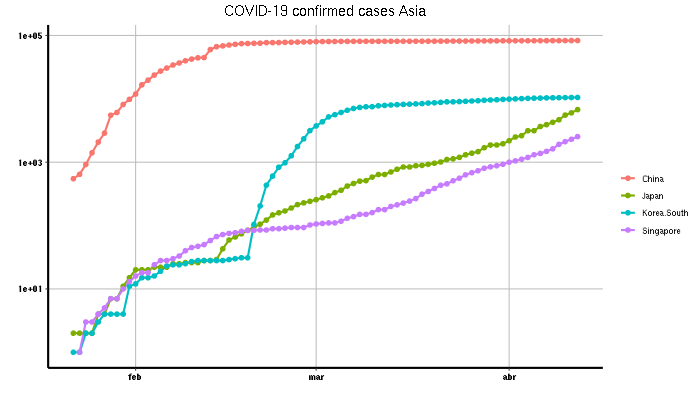 COVID-19 confirmed cases Asia
1e+05
1e+03
1e+01
feb
mar
abr
China
Japan
Korea.South
Singapore